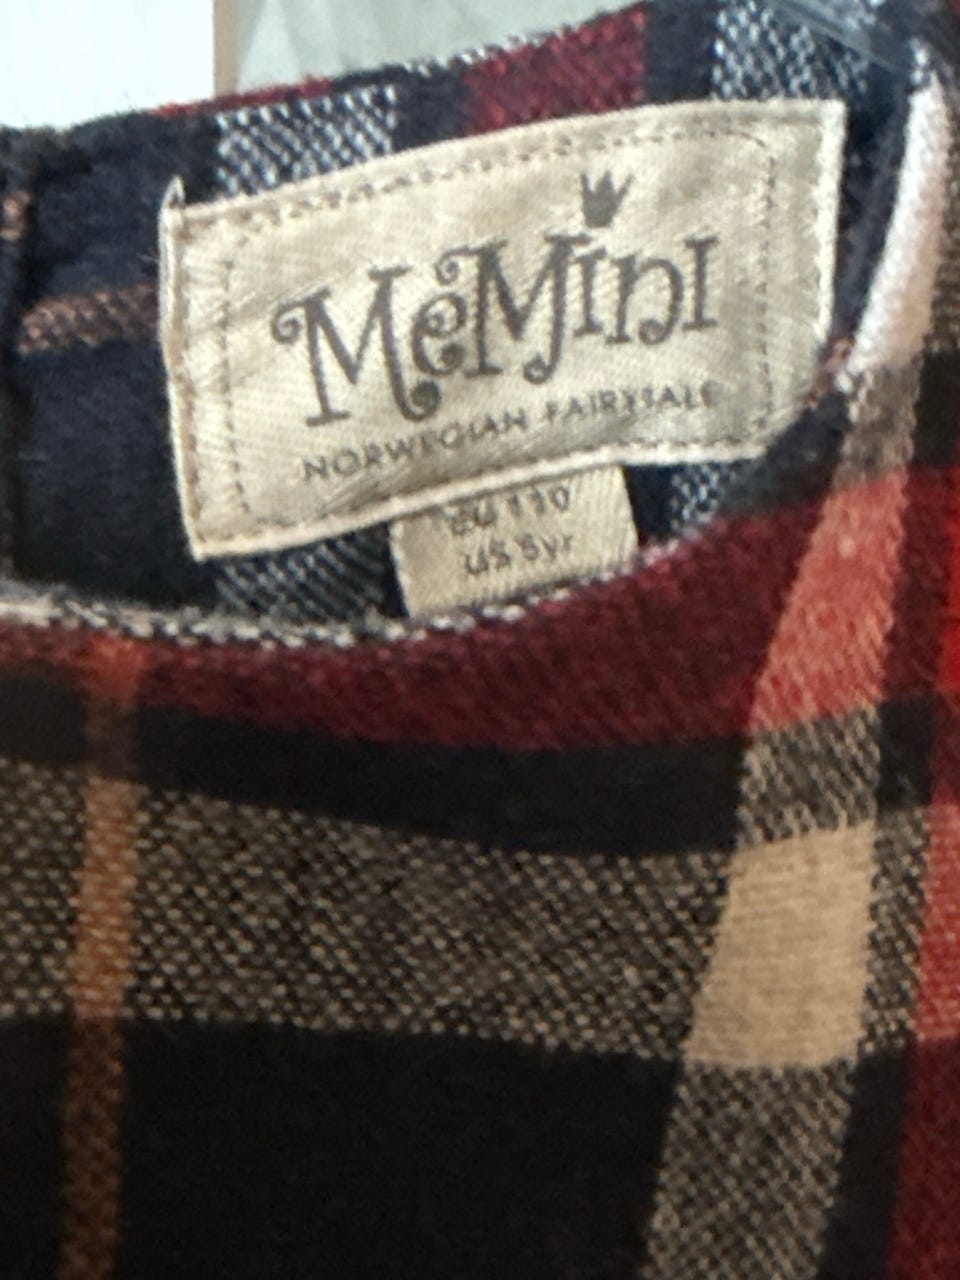 MeMini
NORWEGIAN FAIRYTALE
EU 110
US 5yr